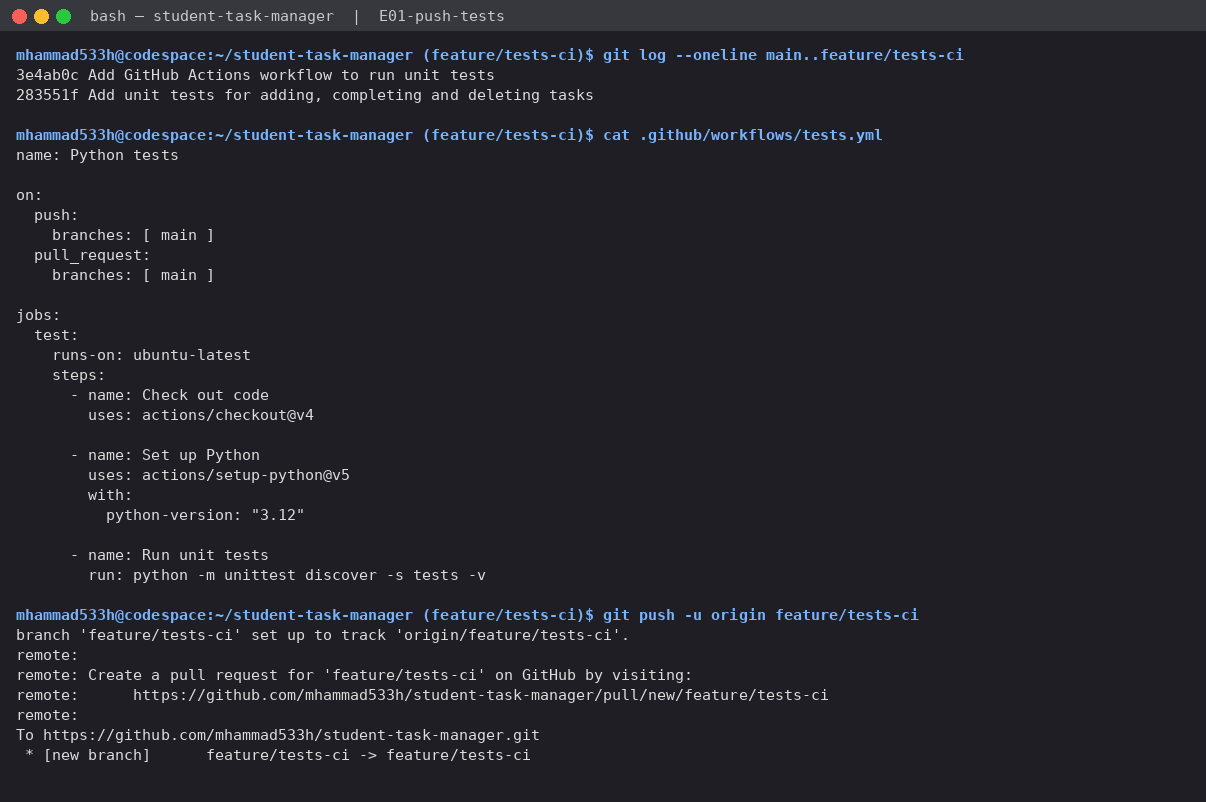 bash — student-task-manager  |  E01-push-tests
mhammad533h@codespace:~/student-task-manager (feature/tests-ci)$ git log --oneline main..feature/tests-ci
3e4ab0c Add GitHub Actions workflow to run unit tests
283551f Add unit tests for adding, completing and deleting tasks
mhammad533h@codespace:~/student-task-manager (feature/tests-ci)$ cat .github/workflows/tests.yml
name: Python tests
on:
  push:
    branches: [ main ]
  pull_request:
    branches: [ main ]
jobs:
  test:
    runs-on: ubuntu-latest
    steps:
      - name: Check out code
        uses: actions/checkout@v4
      - name: Set up Python
        uses: actions/setup-python@v5
        with:
          python-version: "3.12"
      - name: Run unit tests
        run: python -m unittest discover -s tests -v
mhammad533h@codespace:~/student-task-manager (feature/tests-ci)$ git push -u origin feature/tests-ci
branch 'feature/tests-ci' set up to track 'origin/feature/tests-ci'.
remote:
remote: Create a pull request for 'feature/tests-ci' on GitHub by visiting:
remote:      https://github.com/mhammad533h/student-task-manager/pull/new/feature/tests-ci
remote:
To https://github.com/mhammad533h/student-task-manager.git
 * [new branch]      feature/tests-ci -> feature/tests-ci